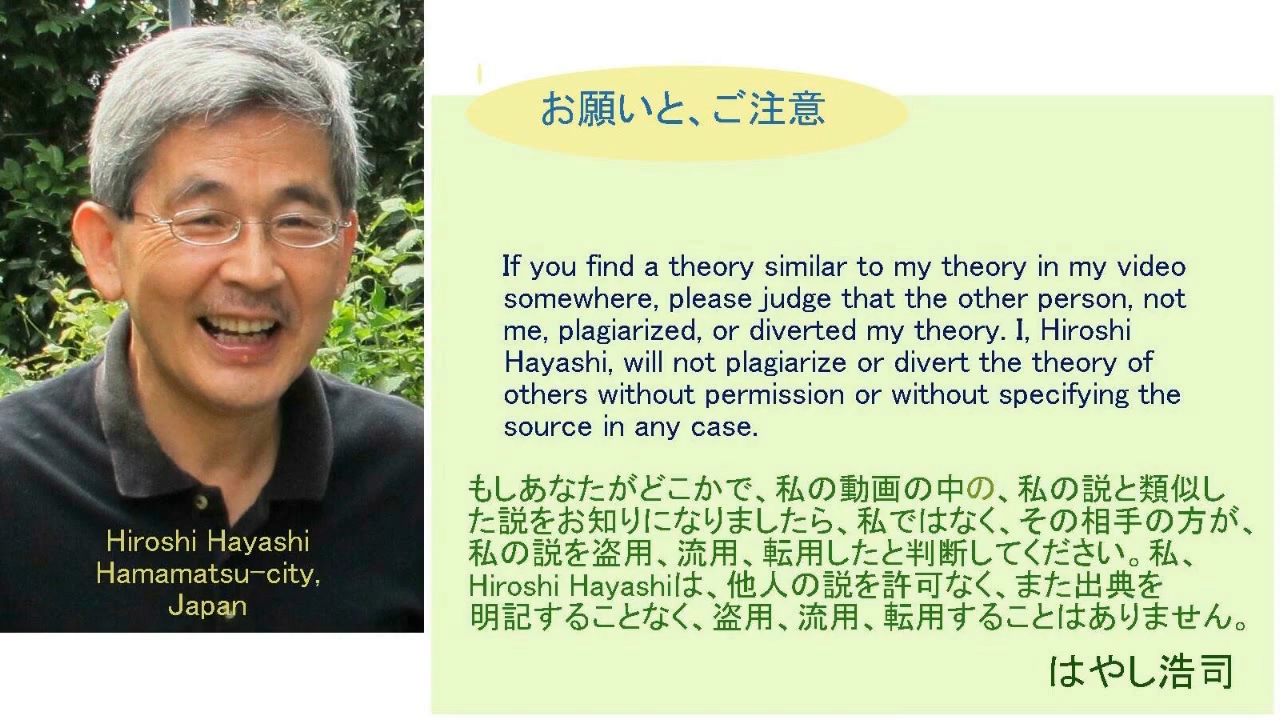 お願いと、ご注意
If you find a theory similar to my theory in my video
somewhere, please judge that the other person, not
me, plagiarized, or diverted my theory. I, Hiroshi
Hayashi, will not plagiarize or divert the theory of
others without permission or without specifying the
source in any case.
もしあなたがどこかで、私の動画の中の、私の説と類似し
た説をお知りになりましたら、私ではなく、その相手の方が、
私の説を盗用、流用、転用したと判断してください。私、
Hiroshi Hayashiは、他人の説を許可なく、また出典を
明記することなく、盗用、流用、転用することはありません。
はやし浩司
Hiroshi Hayashi
Hamamatsu-city,
Japan